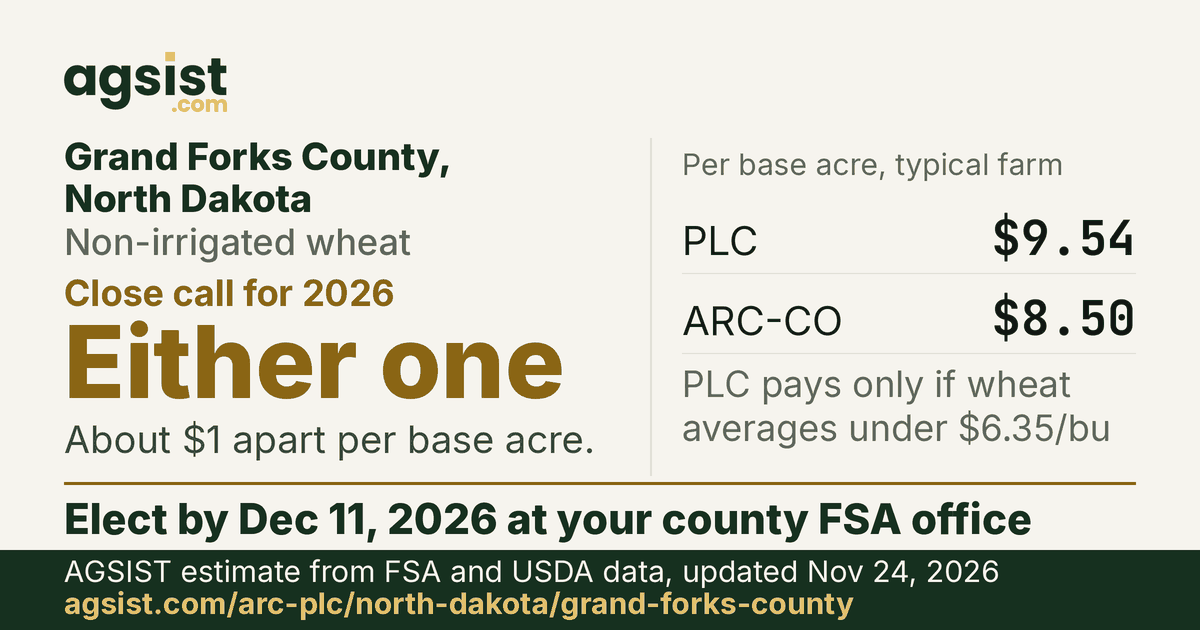 agsist
.com
Grand Forks County,
North Dakota
Non-irrigated wheat
Close call for 2026
Either one
About $1 apart per base acre.
Per base acre, typical farm
PLC $9.54
ARC-CO $8.50
PLC pays only if wheat
averages under $6.35/bu
Elect by Dec 11, 2026 at your county FSA office
AGSIST estimate from FSA and USDA data, updated Nov 24, 2026
agsist.com/arc-plc/north-dakota/grand-forks-county